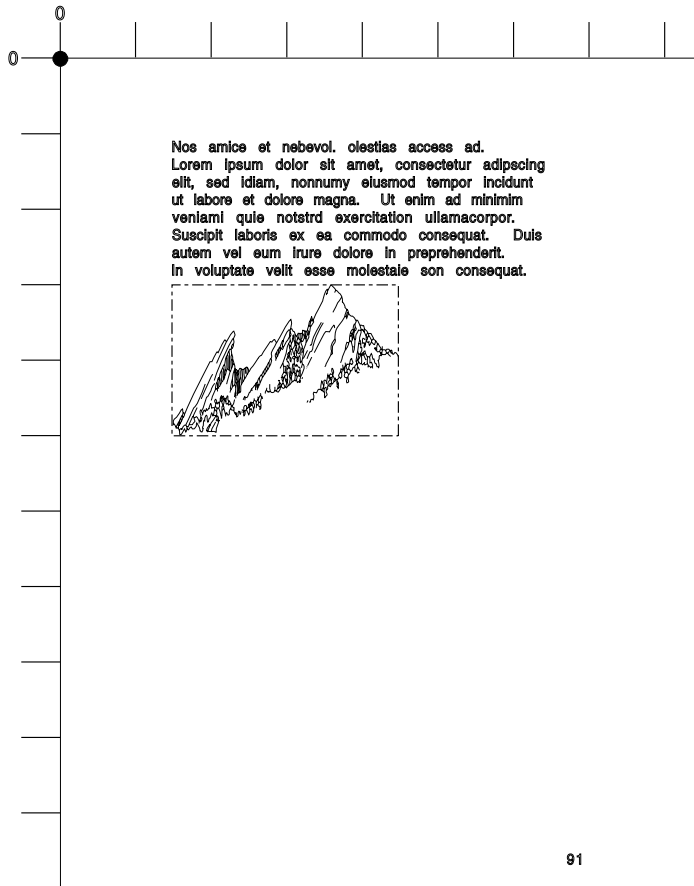 0
0
Nos amice et nebevol. olestias access ad.
Lorem ipsum dolor sit amet, consectetur adipscing
elit, sed idiam, nonnumy eiusmod tempor incidunt
ut labore et dolore magna. Ut enim ad minimim
veniami quie notstrd exercitation ullamacorpor.
Suscipit laboris ex ea commodo consequat. Duis
autem vel eum irure dolore in preprehenderit.
In voluptate velit esse molestaie son consequat.
91